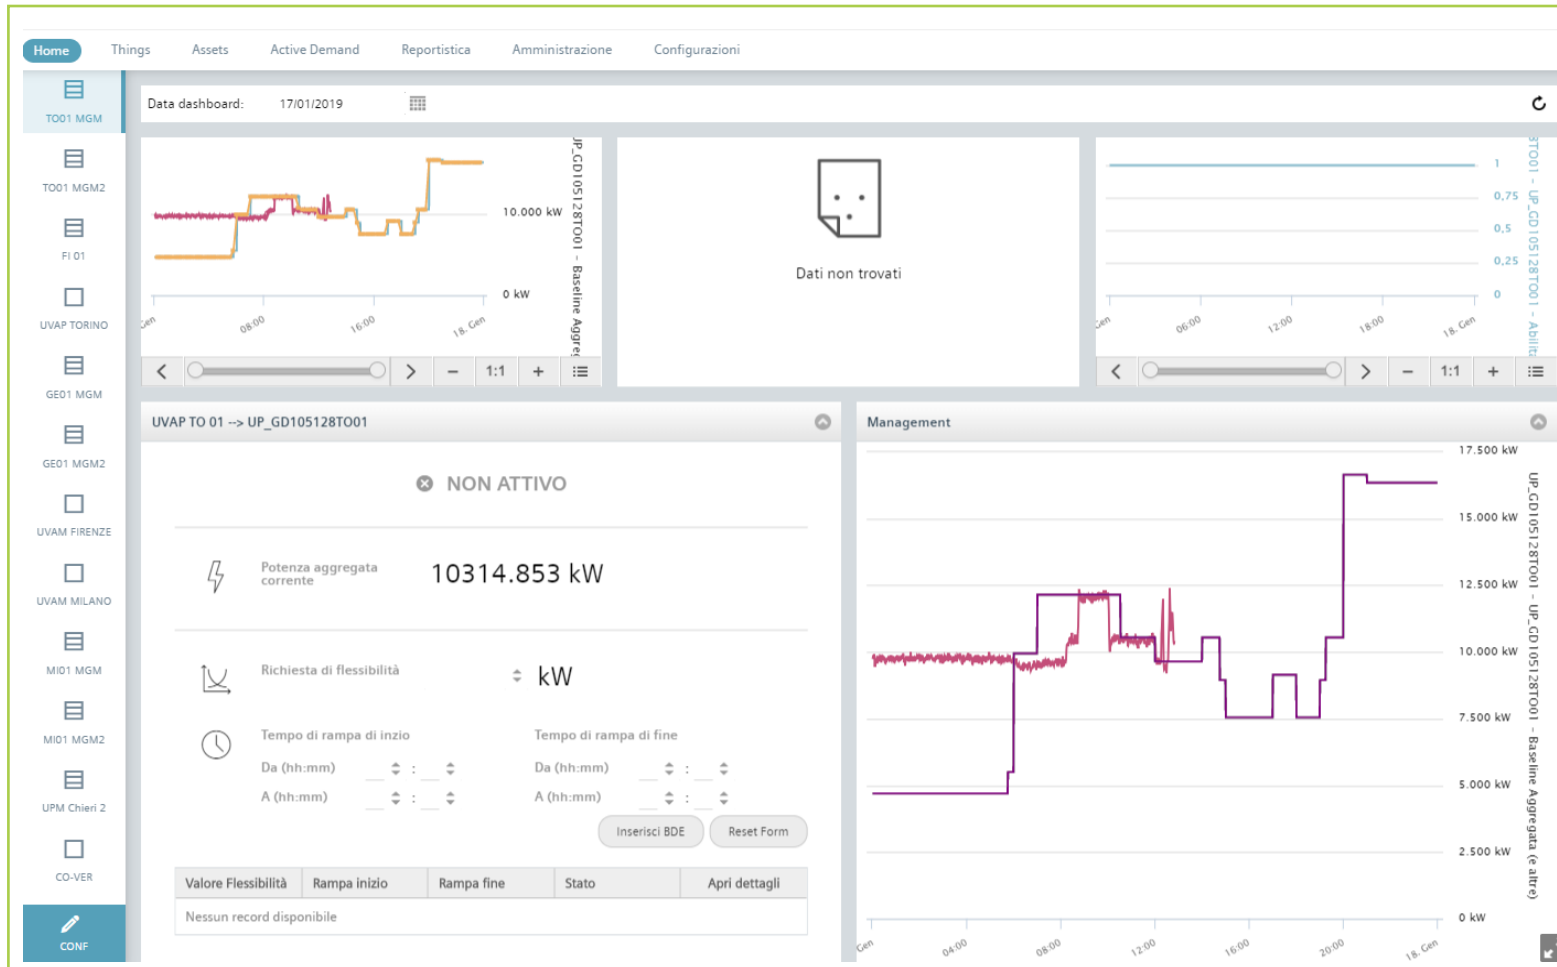 Home Things Assets Active Demand Reportistica Amministrazione Configurazioni
TO01 MGM
TO01 MGM2
FI 01
UVAP TORINO
GE01 MGM
GE01 MGM2
UVAM FIRENZE
UVAM MILANO
MI01 MGM
MI01 MGM2
UPM Chieri 2
CO-VER
CONF
Data dashboard: 17/01/2019
10.000 kW
0 kW
Gen 08:00 16:00 18. Gen
UP_GD105128TO01 - Baseline Aggreg
1:1
Dati non trovati
1
0,75
0,5
0,25
0
Gen 06:00 12:00 18:00 18. Gen
TO01 - UP_GD105128TO01 - Abilita
1:1
UVAP TO 01 --> UP_GD105128TO01
NON ATTIVO
Potenza aggregata
corrente
10314.853 kW
Richiesta di flessibilità
kW
Tempo di rampa di inzio Tempo di rampa di fine
Da (hh:mm) : Da (hh:mm) :
A (hh:mm) : A (hh:mm) :
Inserisci BDE Reset Form
Valore Flessibilità Rampa inizio Rampa fine Stato Apri dettagli
Nessun record disponibile
Management
17.500 kW
15.000 kW
12.500 kW
10.000 kW
7.500 kW
5.000 kW
2.500 kW
0 kW
Gen 04:00 08:00 12:00 16:00 20:00 18. Gen
UP_GD105128TO01 - UP_GD105128TO01 - Baseline Aggregata (e altre)